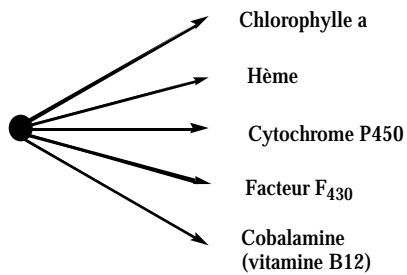 Chlorophylle a
Hème
Cytochrome P450
Facteur F430
Cobalamine
(vitamine B12)